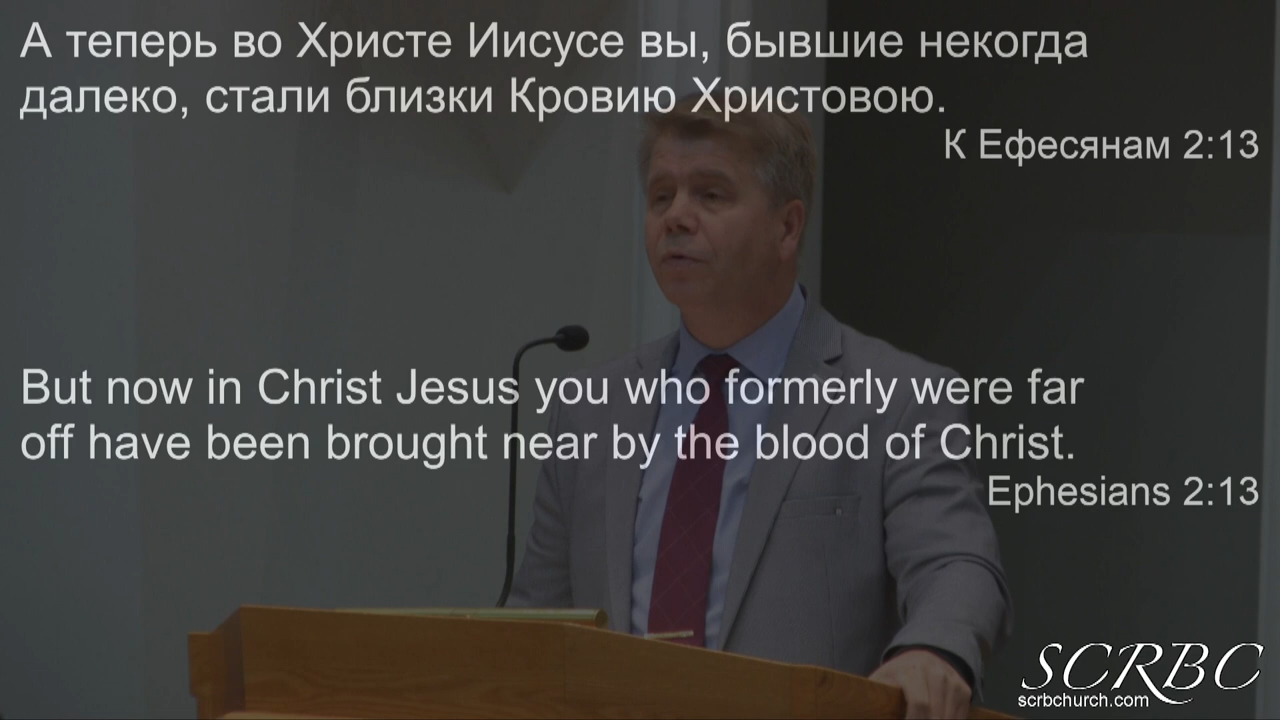 А теперь во Христе Иисусе вы, бывшие некогда
далеко, стали близки Кровию Христовою.
К Ефесянам 2:13
But now in Christ Jesus you who formerly were far
off have been brought near by the blood of Christ.
Ephesians 2:13
SCRBC
scrbchurch.com